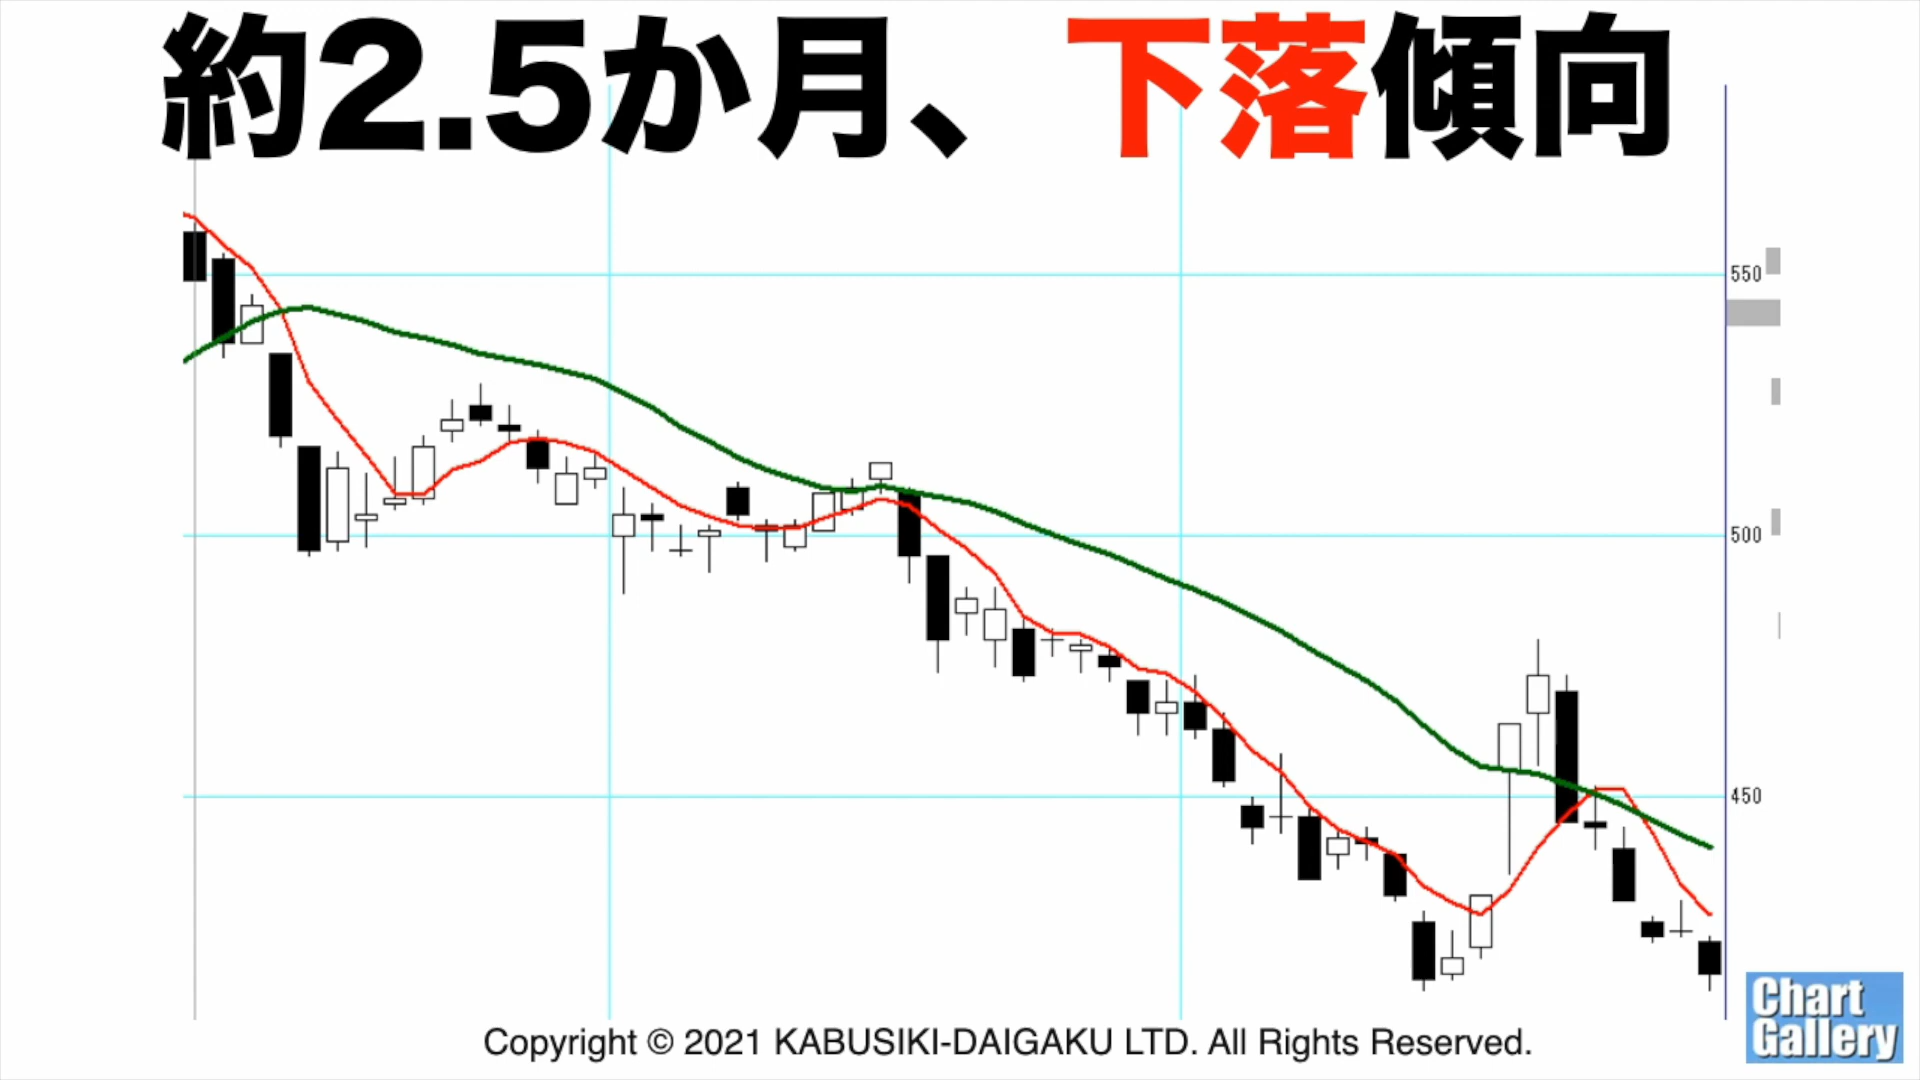 約2.5か月、下落傾向
550
500
450
Copyright © 2021 KABUSIKI-DAIGAKU LTD. All Rights Reserved.
Chart
Gallery